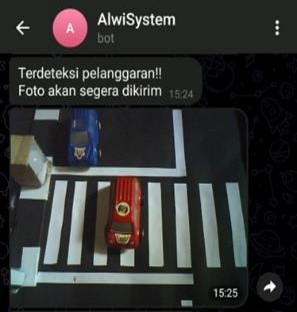 AlwiSystem
A
bot
Terdeteksi pelanggaran!!
Foto akan segera dikirim 15:24
15:25